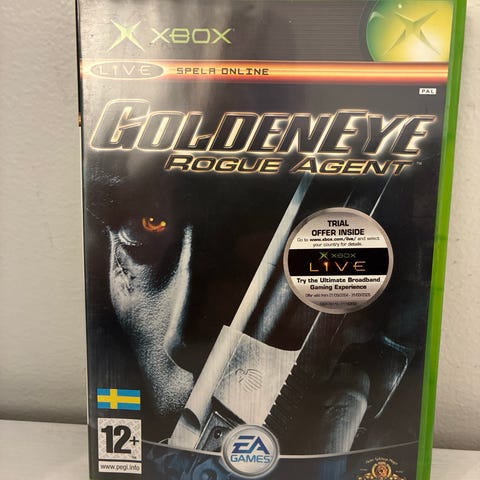 XBOX
LIVE SPELA ONLINE
PAL
GOLDENEYE
ROGUE AGENT™
TRIAL
OFFER INSIDE
Go to www.xbox.com/live/ and select
your country for details.
XBOX
LIVE
Try the Ultimate Broadband
Gaming Experience
12+
www.pegi.info
EA
GAMES